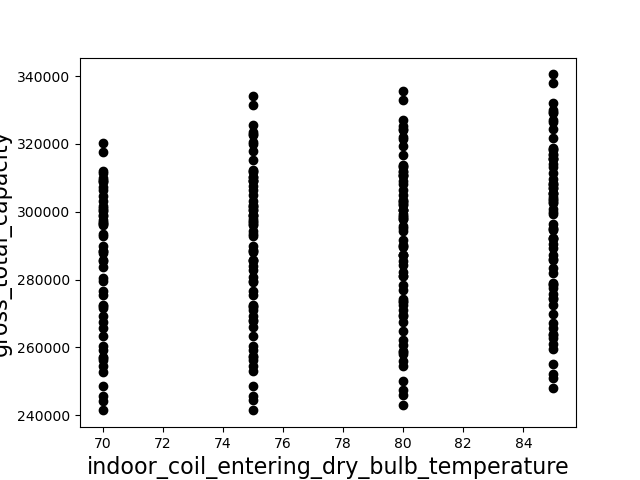 340000
320000
300000
280000
260000
240000
gross_total_capacity
70 72 74 76 78 80 82 84
indoor_coil_entering_dry_bulb_temperature